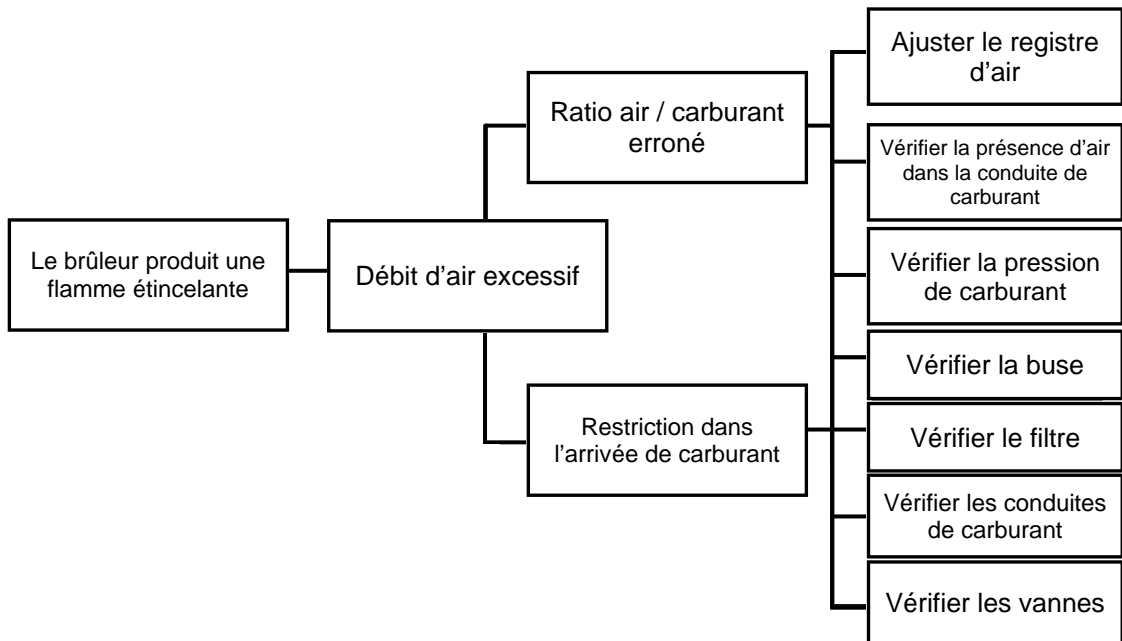 Le brûleur produit une
flamme étincelante
Débit d’air excessif
Ratio air / carburant
erroné
Restriction dans
l’arrivée de carburant
Ajuster le registre
d’air
Vérifier la présence d’air
dans la conduite de
carburant
Vérifier la pression
de carburant
Vérifier la buse
Vérifier le filtre
Vérifier les conduites
de carburant
Vérifier les vannes